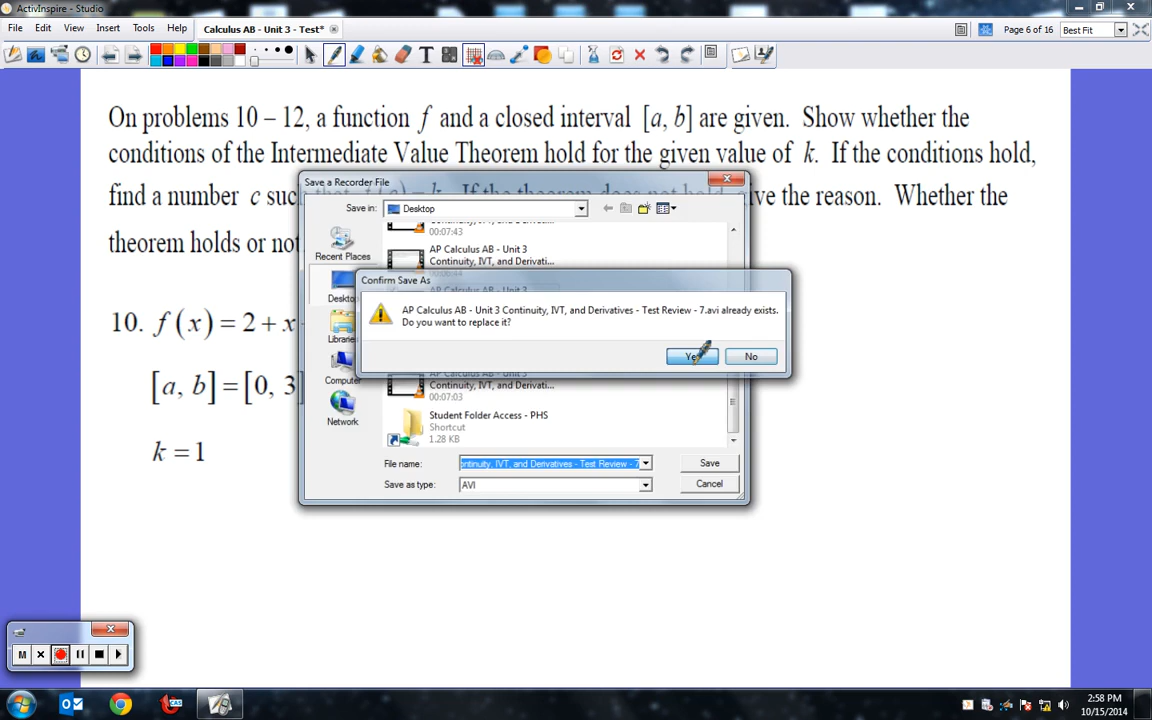 ActivInspire - Studio
File Edit View Insert Tools Help Calculus AB - Unit 3 - Test* Page 6 of 16 Best Fit
On problems 10 – 12, a function f and a closed interval [a, b] are given. Show whether the
conditions of the Intermediate Value Theorem hold for the given value of k. If the conditions hold,
find a number c such
give the reason. Whether the
theorem holds or not
10. f(x) = 2 + x
[a, b] = [0, 3]
k = 1
Save a Recorder File
Save in: Desktop
00:07:43
AP Calculus AB - Unit 3
Continuity, IVT, and Derivati...
Recent Places
Desktop
Libraries
Computer
Network
Confirm Save As
AP Calculus AB - Unit 3 Continuity, IVT, and Derivatives - Test Review - 7.avi already exists.
Do you want to replace it?
Yes No
Continuity, IVT, and Derivati...
00:07:03
Student Folder Access - PHS
Shortcut
1.28 KB
File name: ontinuity, IVT, and Derivatives - Test Review - 7 Save
Save as type: AVI Cancel
M
CAS
2:58 PM
10/15/2014